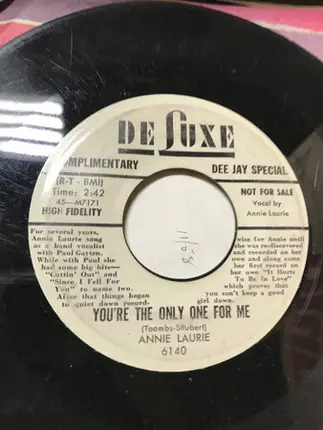 DE LUXE
OMPLIMENTARY
DEE JAY SPECIAL
(R-T - BMI)
Time: 2:42
45-M7171
HIGH FIDELITY
NOT FOR SALE
Vocal by
Annie Laurie
For several years,
Annie Laurie sang
as a band vocalist
with Paul Gayten.
While with Paul she
had some big hits—
"Cuttin' Out" and
"Since I Fell For
You" to name two.
After that things began
to quiet down record-
wise for Annie until
she was re-discovered
and recorded on her
own and along came
her first record on
her own "It Hurts
To Be in Love"
which proves that
you can't keep a good
girl down.
YOU'RE THE ONLY ONE FOR ME
(Toombs-Shubert)
ANNIE LAURIE
6140